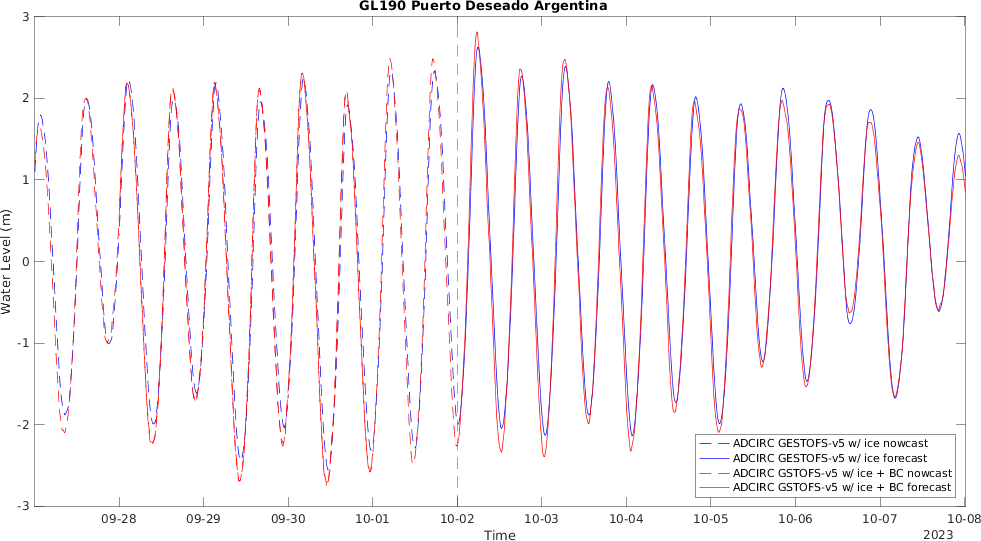 GL190 Puerto Deseado Argentina
3
2
1
0
-1
-2
-3
Water Level (m)
ADCIRC GESTOFS-v5 w/ ice nowcast
ADCIRC GESTOFS-v5 w/ ice forecast
ADCIRC GSTOFS-v5 w/ ice + BC nowcast
ADCIRC GSTOFS-v5 w/ ice + BC forecast
09-28 09-29 09-30 10-01 10-02 10-03 10-04 10-05 10-06 10-07 10-08
Time
2023